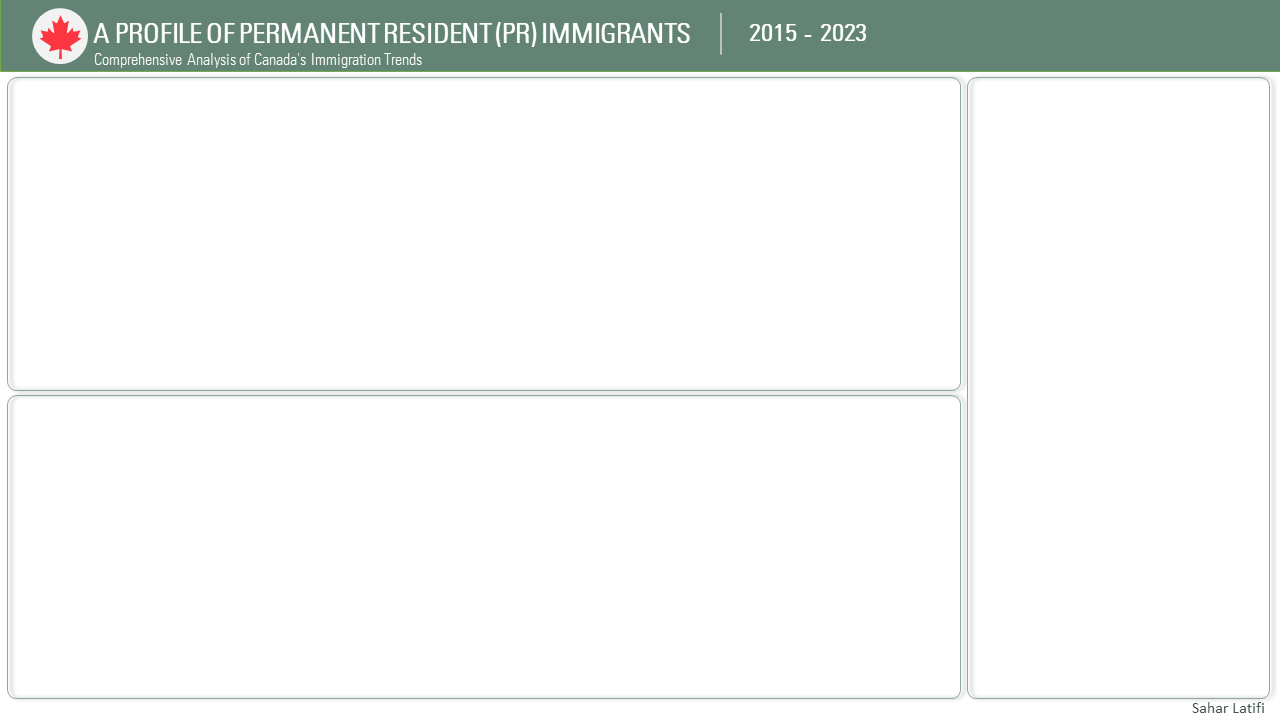 A PROFILE OF PERMANENT RESIDENT (PR) IMMIGRANTS
2015 - 2023
Comprehensive Analysis of Canada's Immigration Trends
Sahar Latifi